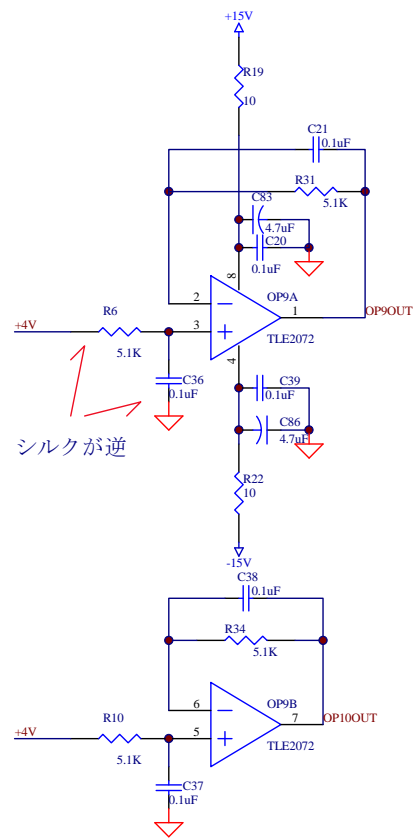 +15V
R19
10
C21
0.1uF
R31
5.1K
C83
4.7uF
C20
0.1uF
8
OP9A
2
1
OP9OUT
+4V
R6
3
5.1K
TLE2072
4
C36
0.1uF
C39
0.1uF
C86
4.7uF
シルクが逆
R22
10
-15V
C38
0.1uF
R34
5.1K
OP9B
6
7
OP10OUT
+4V
R10
5
5.1K
TLE2072
C37
0.1uF